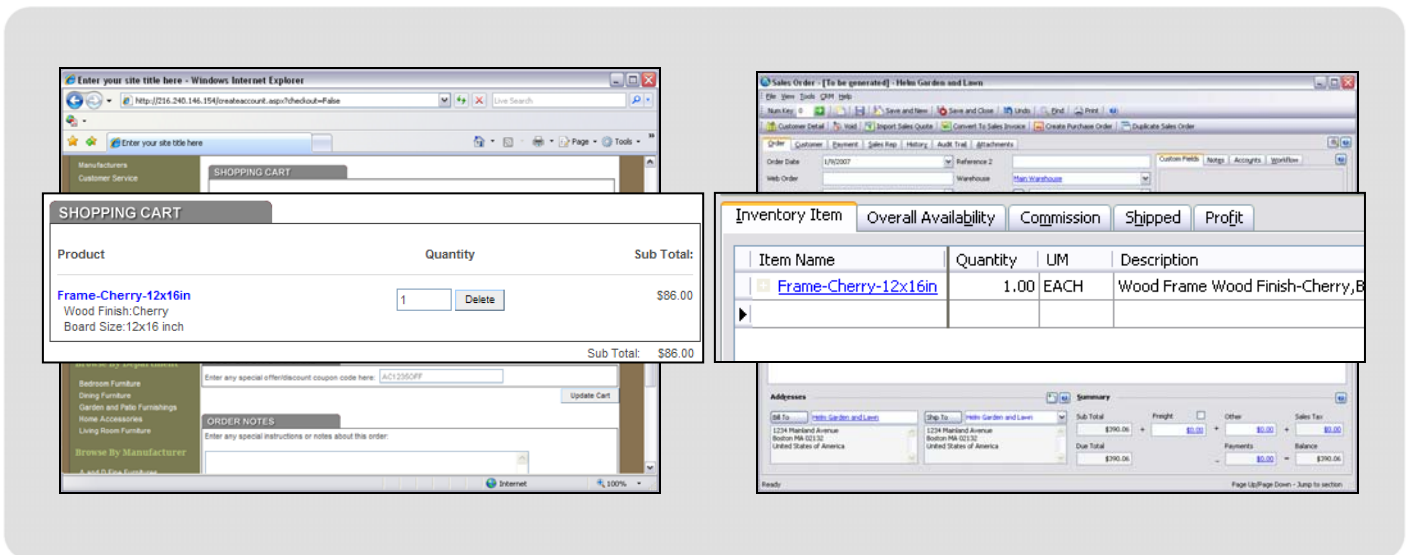 Enter your site title here - Windows Internet Explorer
http://216.240.146.154/createaccount.aspx?checkout=False
Live Search
Enter your site title here
Page
Tools
Manufacturers
Customer Service
SHOPPING CART
SHOPPING CART
Product Quantity Sub Total:
Frame-Cherry-12x16in 1 Delete $86.00
Wood Finish:Cherry
Board Size:12x16 inch
Sub Total: $86.00
Browse By Department
Enter any special offer/discount coupon code here: AC1235OFF
Bedroom Furniture
Dining Furniture
Update Cart
Garden and Patio Furnishings
Home Accessories
Living Room Furniture
ORDER NOTES
Enter any special instructions or notes about this order:
Browse By Manufacturer
A and D Fine Furnitures
Internet 100%
Sales Order - [To be generated] - Helm Garden and Lawn
File View Tools CRM Help
Num Key: 0 Save and New Save and Close Undo Find Print
Customer Detail Void Import Sales Quote Convert To Sales Invoice Create Purchase Order Duplicate Sales Order
Order Customer Payment Sales Rep History Audit Trail Attachments
Order Date 1/9/2007 Reference 2 Custom Fields Notes Accounts Workflow
Web Order Warehouse Main Warehouse
Inventory Item Overall Availability Commission Shipped Profit
Item Name Quantity UM Description
Frame-Cherry-12x16in 1.00 EACH Wood Frame Wood Finish-Cherry,B
Addresses Summary
Bill To Helm Garden and Lawn Ship To Helm Garden and Lawn Sub Total Freight Other Sales Tax
1234 Mainland Avenue 1234 Mainland Avenue $390.06 + $0.00 + $0.00 + $0.00
Boston MA 02132 Boston MA 02132
United States of America United States of America Due Total Payments Balance
$390.06 - $0.00 = $390.06
Ready Page Up/Page Down - Jump to section